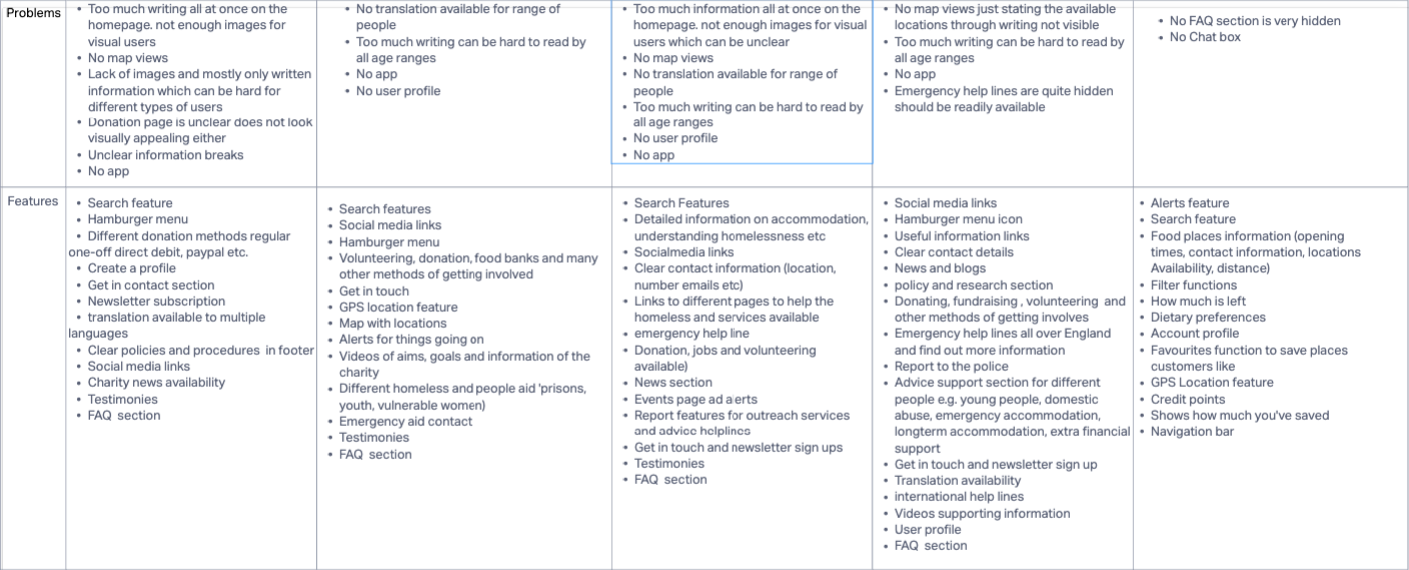 Problems
Too much writing all at once on the
homepage. not enough images for
visual users
No map views
Lack of images and mostly only written
information which can be hard for
different types of users
Donation page is unclear does not look
visually appealing either
Unclear information breaks
No app
No translation available for range of
people
Too much writing can be hard to read by
all age ranges
No app
No user profile
Too much information all at once on the
homepage. not enough images for visual
users which can be unclear
No map views
No translation available for range of
people
Too much writing can be hard to read by
all age ranges
No user profile
No app
No map views just stating the available
locations through writing not visible
Too much writing can be hard to read by
all age ranges
No app
Emergency help lines are quite hidden
should be readily available
No FAQ section is very hidden
No Chat box
Features
Search feature
Hamburger menu
Different donation methods regular
one-off direct debit, paypal etc.
Create a profile
Get in contact section
Newsletter subscription
translation available to multiple
languages
Clear policies and procedures in footer
Social media links
Charity news availability
Testimonies
FAQ section
Search features
Social media links
Hamburger menu
Volunteering, donation, food banks and many
other methods of getting involved
Get in touch
GPS location feature
Map with locations
Alerts for things going on
Videos of aims, goals and information of the
charity
Different homeless and people aid 'prisons,
youth, vulnerable women)
Emergency aid contact
Testimonies
FAQ section
Search Features
Detailed information on accommodation,
understanding homelessness etc
Socialmedia links
Clear contact information (location,
number emails etc)
Links to different pages to help the
homeless and services available
emergency help line
Donation, jobs and volunteering
available)
News section
Events page ad a erts
Report features for outreach services
and advice helplines
Get in touch and newsletter sign ups
Testimonies
FAQ section
Social media links
Hamburger menu icon
Useful information links
Clear contact details
News and blogs
policy and research section
Donating, fundraising , volunteering and
other methods of getting involves
Emergency help lines all over England
and find out more information
Report to the police
Advice support section for different
people e.g. young people, domestic
abuse, emergency accommodation,
longterm accommodation, extra financial
support
Get in touch and newsletter sign up
Translation availability
international help lines
Videos supporting information
User profile
FAQ section
Alerts feature
Search feature
Food places information (opening
times, contact information, locations
Availability, distance)
Filter functions
How much is left
Dietary preferences
Account profile
Favourites function to save places
customers like
GPS Location feature
Credit points
Shows how much you've saved
Navigation bar